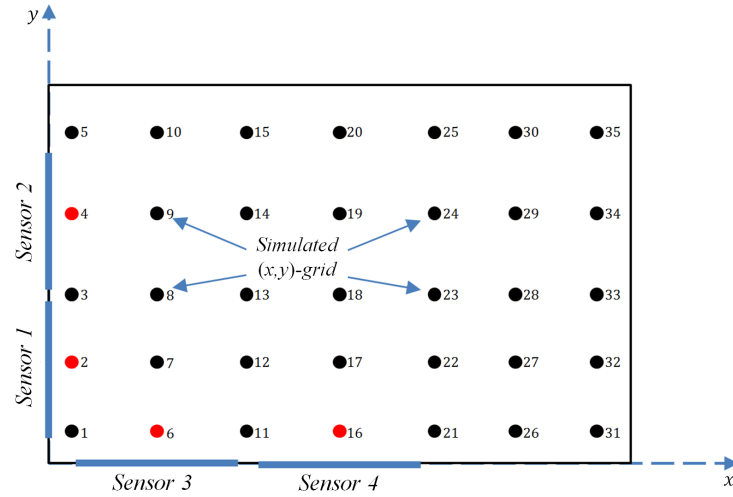 y
5 10 15 20 25 30 35
Sensor 2
4 9 14 19 24 29 34
Simulated
(x,y)-grid
3 8 13 18 23 28 33
Sensor 1
2 7 12 17 22 27 32
1 6 11 16 21 26 31
Sensor 3 Sensor 4 x